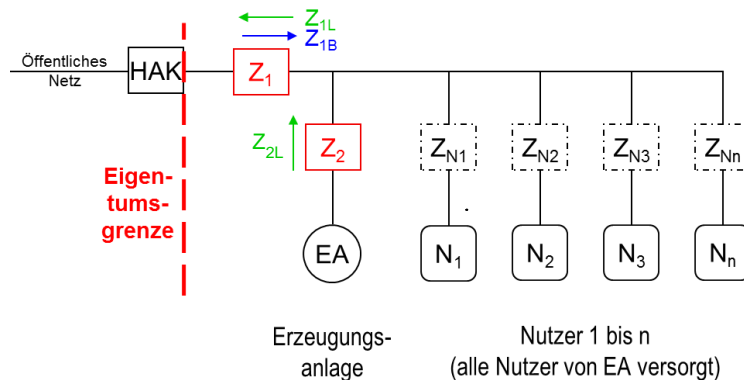 Z1L
Z1B
Öffentliches
Netz
HAK
Z1
Z2L
Z2
ZN1
ZN2
ZN3
ZNn
Eigen-
tums-
grenze
EA
N1
N2
N3
Nn
Erzeugungs-
anlage
Nutzer 1 bis n
(alle Nutzer von EA versorgt)